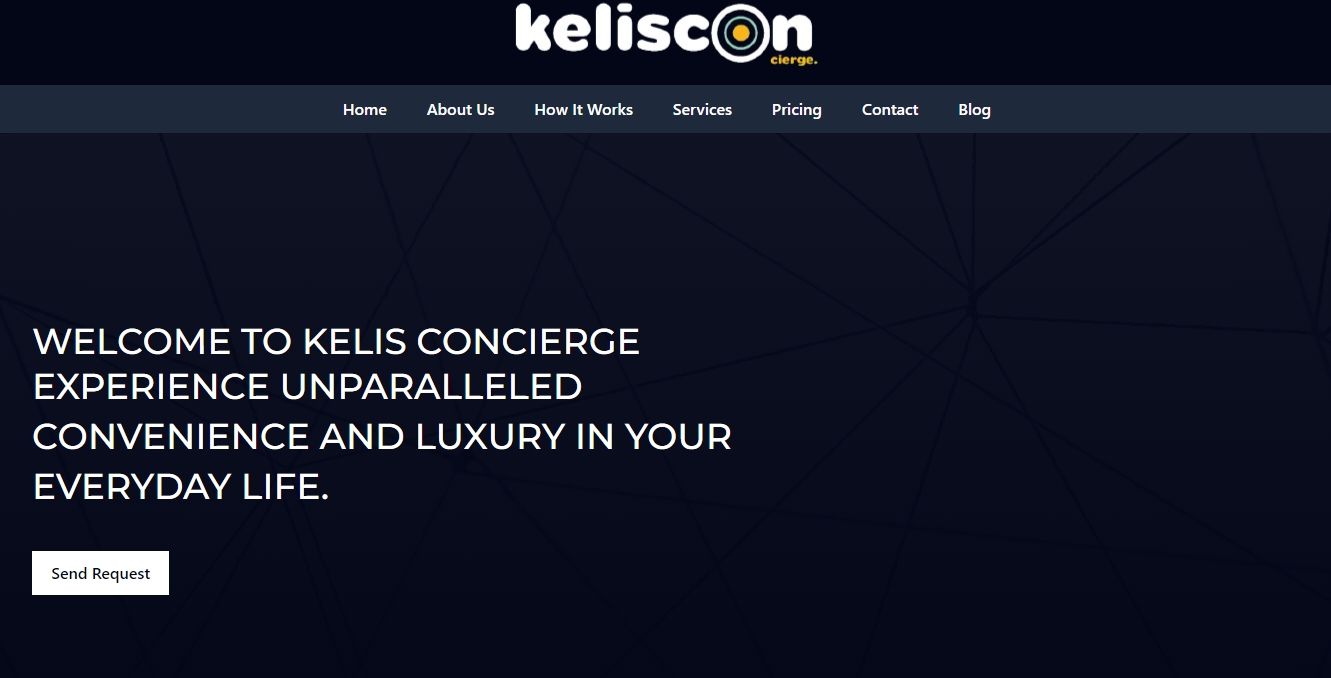 keliscon
cierge.
Home About Us How It Works Services Pricing Contact Blog
WELCOME TO KELIS CONCIERGE
EXPERIENCE UNPARALLELED
CONVENIENCE AND LUXURY IN YOUR
EVERYDAY LIFE.
Send Request